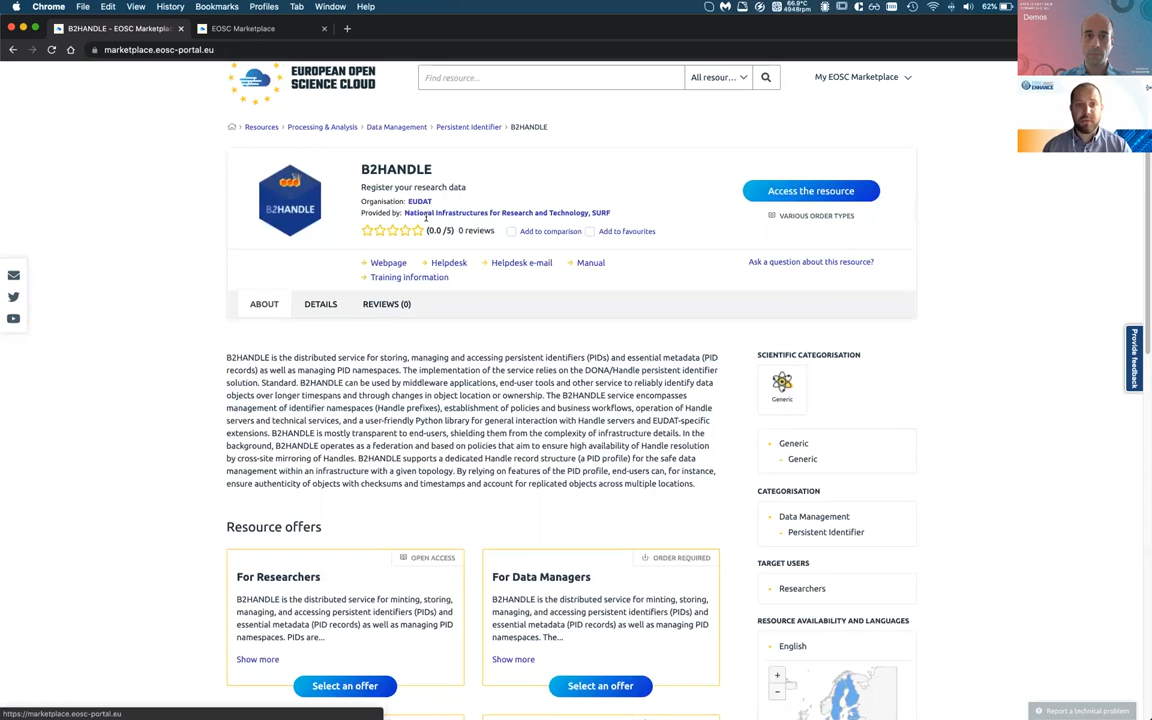 Chrome File Edit View History Bookmarks Profiles Tab Window Help 66.9°C 4948rpm 62%
B2HANDLE - EOSC Marketpla EOSC Marketplace
marketplace.eosc-portal.eu
Demos
ENHANCE
EUROPEAN OPEN
SCIENCE CLOUD
Find resource... All resour... My EOSC Marketplace
Resources Processing & Analysis Data Management Persistent Identifier B2HANDLE
B2HANDLE
B2HANDLE
Register your research data
Organisation: EUDAT
Provided by: National Infrastructures for Research and Technology, SURF
(0.0 /5) 0 reviews Add to comparison Add to favourites
Access the resource
VARIOUS ORDER TYPES
Webpage Helpdesk Helpdesk e-mail Manual
Training information
Ask a question about this resource?
ABOUT DETAILS REVIEWS (0)
Provide feedback
B2HANDLE is the distributed service for storing, managing and accessing persistent identifiers (PIDs) and essential metadata (PID
records) as well as managing PID namespaces. The implementation of the service relies on the DONA/Handle persistent identifier
solution. Standard. B2HANDLE can be used by middleware applications, end-user tools and other service to reliably identify data
objects over longer timespans and through changes in object location or ownership. The B2HANDLE service encompasses
management of identifier namespaces (Handle prefixes), establishment of policies and business workflows, operation of Handle
servers and technical services, and a user-friendly Python library for general interaction with Handle servers and EUDAT-specific
extensions. B2HANDLE is mostly transparent to end-users, shielding them from the complexity of infrastructure details. In the
background, B2HANDLE operates as a federation and based on policies that aim to ensure high availability of Handle resolution
by cross-site mirroring of Handles. B2HANDLE supports a dedicated Handle record structure (a PID profile) for the safe data
management within an infrastructure with a given topology. By relying on features of the PID profile, end-users can, for instance,
ensure authenticity of objects with checksums and timestamps and account for replicated objects across multiple locations.
SCIENTIFIC CATEGORISATION
Generic
Generic
Generic
CATEGORISATION
Data Management
Persistent Identifier
TARGET USERS
Researchers
RESOURCE AVAILABILITY AND LANGUAGES
English
+
-
Resource offers
OPEN ACCESS
For Researchers
B2HANDLE is the distributed service for minting, storing,
managing, and accessing persistent identifiers (PIDs) and
essential metadata (PID records) as well as managing PID
namespaces. PIDs are...
Show more
Select an offer
ORDER REQUIRED
For Data Managers
B2HANDLE is the distributed service for minting, storing,
managing, and accessing persistent identifiers (PIDs) and
essential metadata (PID records) as well as managing PID
namespaces. The...
Show more
Select an offer
https://marketplace.eosc-portal.eu
Report a technical problem